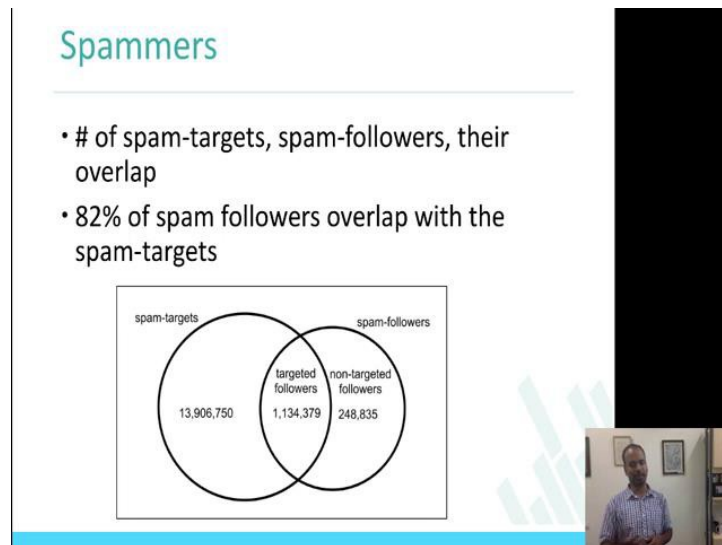 Spammers
• # of spam-targets, spam-followers, their
overlap
• 82% of spam followers overlap with the
spam-targets
spam-targets
spam-followers
targeted
followers
non-targeted
followers
13,906,750
1,134,379
248,835